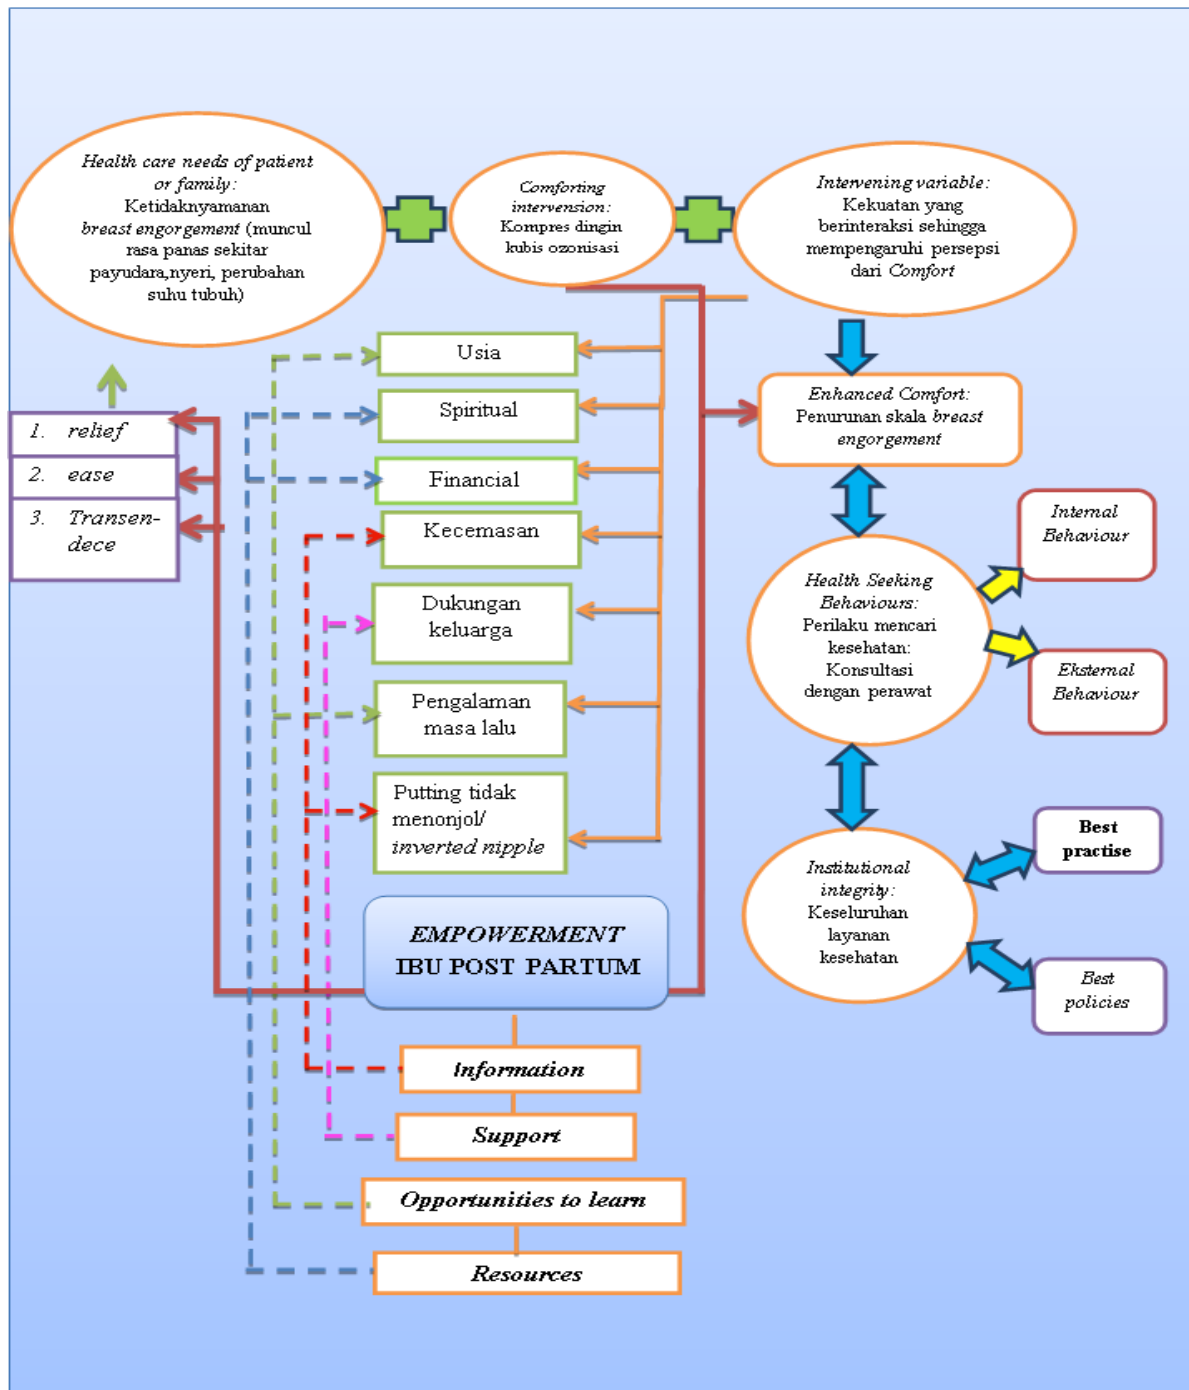 Health care needs of patient
or family:
Ketidaknyamanan
breast engorgement (muncul
rasa panas sekitar
payudara,nyeri, perubahan
suhu tubuh)
Comforting
intervention:
Kompres dingin
kubis ozonisasi
Intervening variable:
Kekuatan yang
berinteraksi sehingga
mempengaruhi persepsi
dari Comfort
1. relief
2. ease
3. Transen-
dece
Usia
Spiritual
Financial
Kecemasan
Dukungan
keluarga
Pengalaman
masa lalu
Putting tidak
menonjol/
inverted nipple
Enhanced Comfort:
Penurunan skala breast
engorgement
Health Seeking
Behaviours:
Perilaku mencari
kesehatan:
Konsultasi
dengan perawat
Internal
Behaviour
Eksternal
Behaviour
Institutional
integrity:
Keseluruhan
layanan
kesehatan
Best
practise
Best
policies
EMPOWERMENT
IBU POST PARTUM
Information
Support
Opportunities to learn
Resources